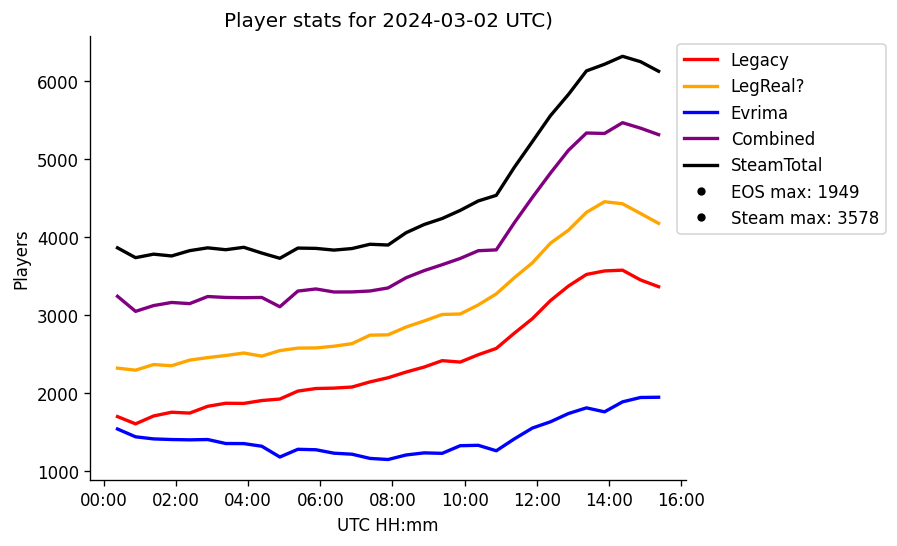 Player stats for 2024-03-02 UTC)
Legacy
LegReal?
Evrima
Combined
SteamTotal
EOS max: 1949
Steam max: 3578
Players
6000
5000
4000
3000
2000
1000
00:00 02:00 04:00 06:00 08:00 10:00 12:00 14:00 16:00
UTC HH:mm